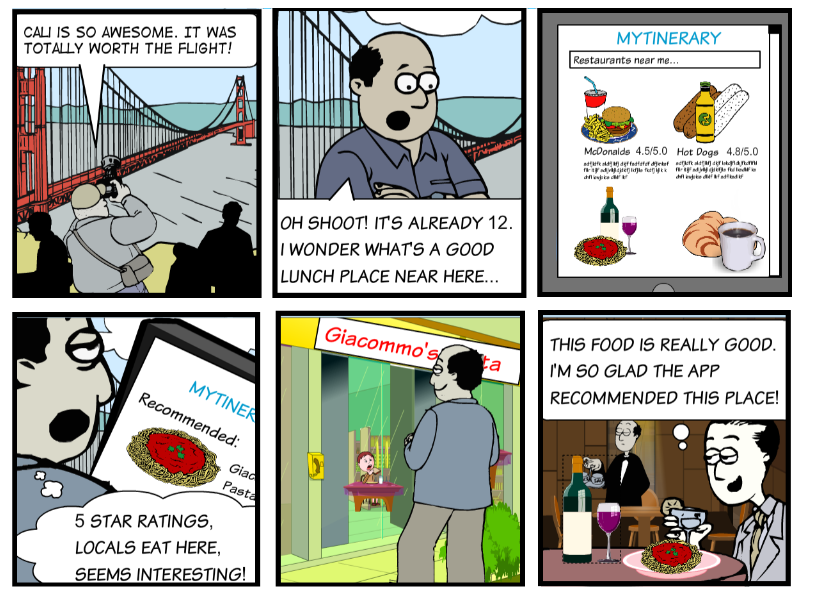 CALI IS SO AWESOME. IT WAS
TOTALLY WORTH THE FLIGHT!
OH SHOOT! IT'S ALREADY 12.
I WONDER WHAT'S A GOOD
LUNCH PLACE NEAR HERE...
MYTINERARY
Restaurants near me...
McDonalds 4.5/5.0
Hot Dogs 4.8/5.0
MYTINER
Recommended:
Giac
Pasta
5 STAR RATINGS,
LOCALS EAT HERE,
SEEMS INTERESTING!
Giacommo's ta
THIS FOOD IS REALLY GOOD.
I'M SO GLAD THE APP
RECOMMENDED THIS PLACE!